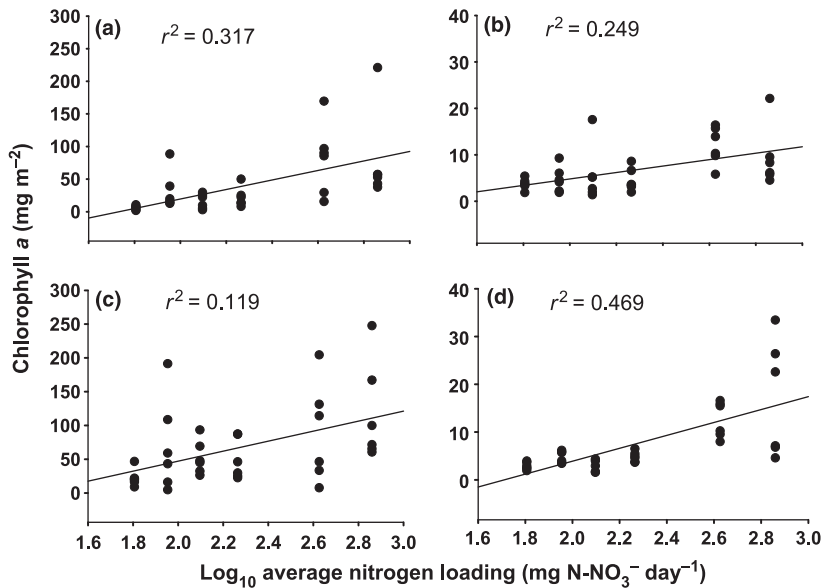 (a)
r² = 0.317
300
250
200
150
100
50
0
(b)
r² = 0.249
40
30
20
10
0
Chlorophyll a (mg m⁻²)
(c)
r² = 0.119
300
250
200
150
100
50
0
1.6 1.8 2.0 2.2 2.4 2.6 2.8 3.0
(d)
r² = 0.469
40
30
20
10
0
1.6 1.8 2.0 2.2 2.4 2.6 2.8 3.0
Log₁₀ average nitrogen loading (mg N-NO₃⁻ day⁻¹)